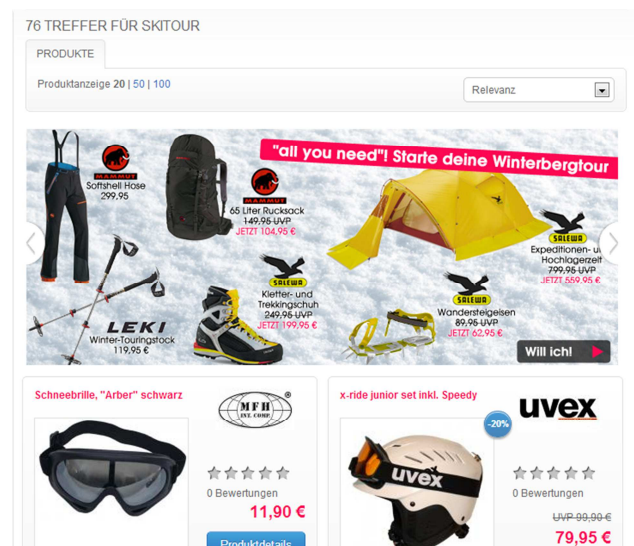 76 TREFFER FÜR SKITOUR
PRODUKTE
Produktanzeige 20 | 50 | 100
Relevanz
"all you need"! Starte deine Winterbergtour
MAMMUT
Softshell Hose
299,95
MAMMUT
65 Liter Rucksack
149,95 UVP
JETZT 104,95 €
SALEWA
Expeditionen- u
Hochlagerzelt
799,95 UVP
JETZT 559,95 €
SALEWA
Kletter- und
Trekkingschuh
249,95 UVP
JETZT 199,95 €
SALEWA
Wandersteigeisen
89,95 UVP
JETZT 62,95 €
LEKI
Winter-Touringstock
119,95 €
Will ich!
Schneebrille, "Arber" schwarz
MFH
INT. COMP.
®
0 Bewertungen
11,90 €
Produktdetails
x-ride junior set inkl. Speedy
-20%
uvex
uvex
0 Bewertungen
UVP 99,90 €
79,95 €